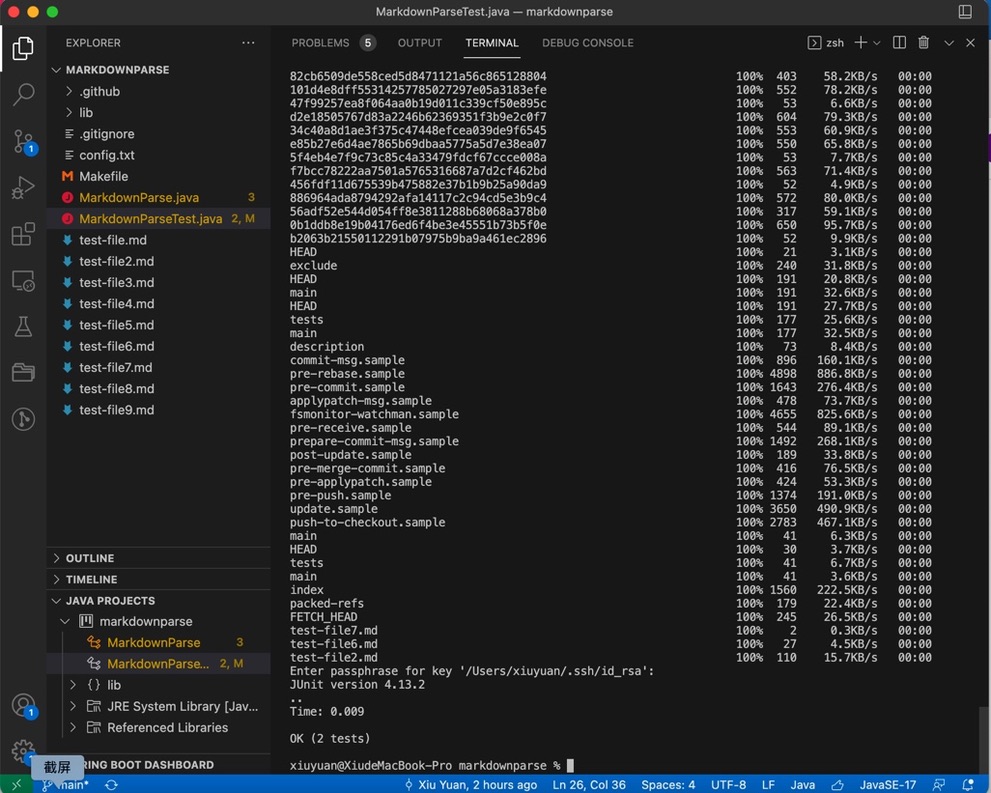 MarkdownParseTest.java — markdownparse
EXPLORER
MARKDOWNPARSE
.github
lib
.gitignore
config.txt
Makefile
MarkdownParse.java 3
MarkdownParseTest.java 2, M
test-file.md
test-file2.md
test-file3.md
test-file4.md
test-file5.md
test-file6.md
test-file7.md
test-file8.md
test-file9.md
OUTLINE
TIMELINE
JAVA PROJECTS
markdownparse
MarkdownParse 3
MarkdownParse... 2, M
lib
JRE System Library [Jav...
Referenced Libraries
RING BOOT DASHBOARD
截屏
1
1
PROBLEMS 5 OUTPUT TERMINAL DEBUG CONSOLE zsh
82cb6509de558ced5d8471121a56c865128804 100% 403 58.2KB/s 00:00
101d4e8dff55314257785027297e05a3183efe 100% 552 78.2KB/s 00:00
47f99257ea8f064aa0b19d011c339cf50e895c 100% 53 6.6KB/s 00:00
d2e18505767d83a2246b62369351f3b9e2c0f7 100% 604 79.3KB/s 00:00
34c40a8d1ae3f375c47448efcea039de9f6545 100% 553 60.9KB/s 00:00
e85b27e6d4ae7865b69dbaa5775a5d7e38ea07 100% 550 65.8KB/s 00:00
5f4eb4e7f9c73c85c4a33479fdcf67ccce008a 100% 53 7.7KB/s 00:00
f7bcc78222aa7501a5765316687a7d2cf462bd 100% 563 71.4KB/s 00:00
456fdf11d675539b475882e37b1b9b25a90da9 100% 52 4.9KB/s 00:00
886964ada8794292afa14117c2c94cd5e3b9c4 100% 572 80.0KB/s 00:00
56adf52e544d054ff8e3811288b68068a378b0 100% 317 59.1KB/s 00:00
0b1ddb8e19b04176ed6f4be3e45551b73b5f0e 100% 650 95.7KB/s 00:00
b2063b21550112291b07975b9ba9a461ec2896 100% 52 9.9KB/s 00:00
HEAD 100% 21 3.1KB/s 00:00
exclude 100% 240 31.8KB/s 00:00
HEAD 100% 191 20.8KB/s 00:00
main 100% 191 32.6KB/s 00:00
HEAD 100% 191 27.7KB/s 00:00
tests 100% 177 25.6KB/s 00:00
main 100% 177 32.5KB/s 00:00
description 100% 73 8.4KB/s 00:00
commit-msg.sample 100% 896 160.1KB/s 00:00
pre-rebase.sample 100% 4898 886.8KB/s 00:00
pre-commit.sample 100% 1643 276.4KB/s 00:00
applypatch-msg.sample 100% 478 73.7KB/s 00:00
fsmonitor-watchman.sample 100% 4655 825.6KB/s 00:00
pre-receive.sample 100% 544 89.1KB/s 00:00
prepare-commit-msg.sample 100% 1492 268.1KB/s 00:00
post-update.sample 100% 189 33.8KB/s 00:00
pre-merge-commit.sample 100% 416 76.5KB/s 00:00
pre-applypatch.sample 100% 424 53.3KB/s 00:00
pre-push.sample 100% 1374 191.0KB/s 00:00
update.sample 100% 3650 490.9KB/s 00:00
push-to-checkout.sample 100% 2783 467.1KB/s 00:00
main 100% 41 6.3KB/s 00:00
HEAD 100% 30 3.7KB/s 00:00
tests 100% 41 6.7KB/s 00:00
main 100% 41 3.6KB/s 00:00
index 100% 1560 222.5KB/s 00:00
packed-refs 100% 179 22.4KB/s 00:00
FETCH_HEAD 100% 245 26.5KB/s 00:00
test-file7.md 100% 2 0.3KB/s 00:00
test-file6.md 100% 27 4.5KB/s 00:00
test-file2.md 100% 110 15.7KB/s 00:00
Enter passphrase for key '/Users/xiuyuan/.ssh/id_rsa':
JUnit version 4.13.2
..
Time: 0.009
OK (2 tests)
xiuyuan@XiudeMacBook-Pro markdownparse %
main* Xiu Yuan, 2 hours ago Ln 26, Col 36 Spaces: 4 UTF-8 LF Java JavaSE-17